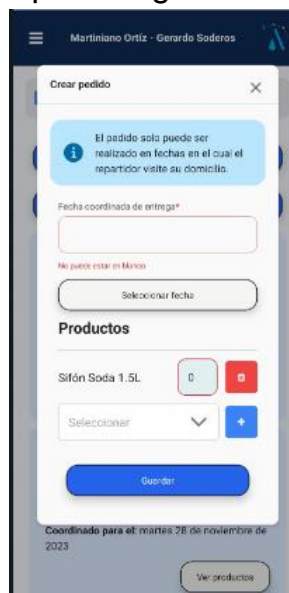 Martiniano Ortíz - Gerardo Soderos
Crear pedido
El pedido solo puede ser
realizado en fechas en el cual el
repartidor visite su domicilio.
Fecha coordinada de entrega*
No puede estar en blanco
Seleccionar fecha
Productos
Sifón Soda 1.5L
0
Seleccionar
+
Guardar
Coordinado para el: martes 28 de noviembre de
2023
Ver productos